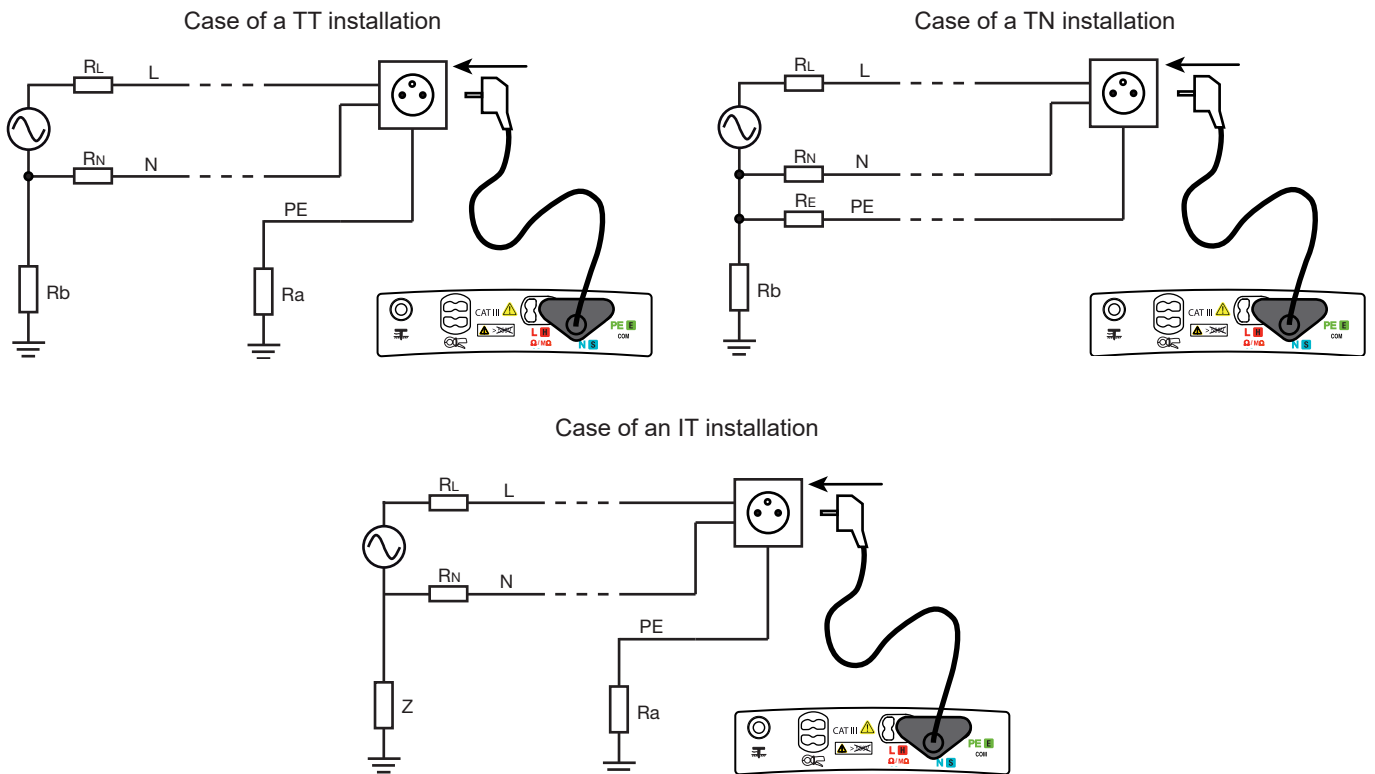 Case of a TT installation
Case of a TN installation
RL
L
RN
N
PE
Rb
Ra
CAT III
L H
Ω/MΩ
N S
PE E
COM
RL
L
RN
N
RE
PE
Rb
CAT III
L H
Ω/MΩ
N S
PE E
COM
Case of an IT installation
RL
L
RN
N
PE
Z
Ra
CAT III
L H
Ω/MΩ
N S
PE E
COM